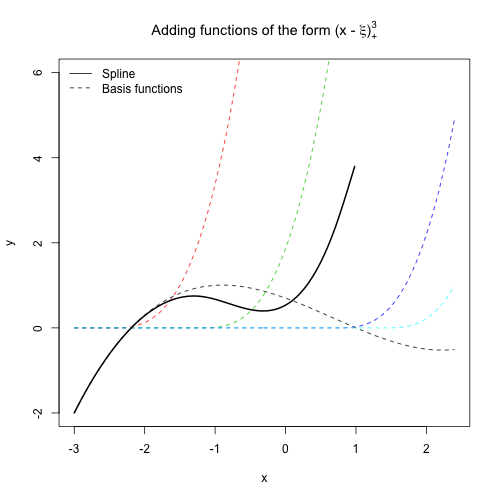 Adding functions of the form (x - ξ)³₊
Spline
Basis functions
6
4
2
0
-2
y
-3 -2 -1 0 1 2
x